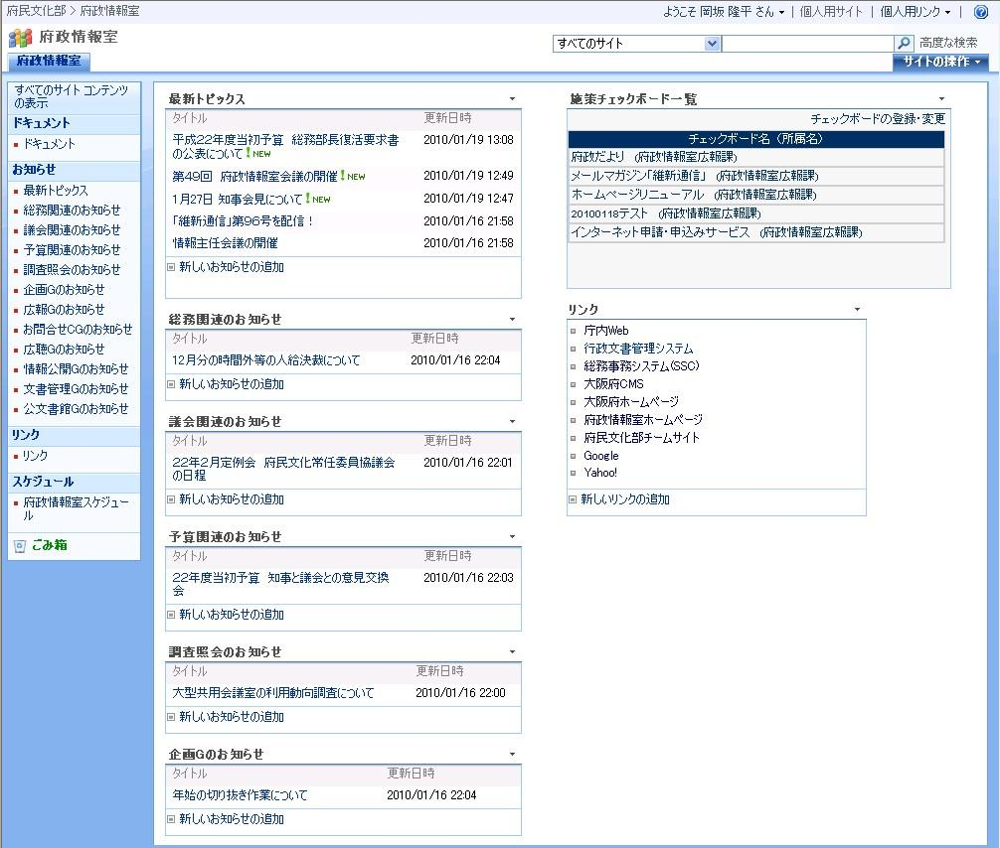 府民文化部 > 府政情報室
ようこそ 岡坂 隆平 さん | 個人用サイト | 個人用リンク |
府政情報室
すべてのサイト
高度な検索
府政情報室
サイトの操作
すべてのサイト コンテンツ
の表示
ドキュメント
ドキュメント
お知らせ
最新トピックス
総務関連のお知らせ
議会関連のお知らせ
予算関連のお知らせ
調査照会のお知らせ
企画Gのお知らせ
広報Gのお知らせ
お問合せCGのお知らせ
広聴Gのお知らせ
情報公開Gのお知らせ
文書管理Gのお知らせ
公文書館Gのお知らせ
リンク
リンク
スケジュール
府政情報室スケジュー
ル
ごみ箱
最新トピックス
タイトル 更新日時
平成22年度当初予算 総務部長復活要求書 2010/01/19 13:08
の公表について!NEW
第49回 府政情報室会議の開催!NEW 2010/01/19 12:49
1月27日 知事会見について!NEW 2010/01/19 12:47
「維新通信」第96号を配信! 2010/01/16 21:58
情報主任会議の開催 2010/01/16 21:58
新しいお知らせの追加
総務関連のお知らせ
タイトル 更新日時
12月分の時間外等の人給決裁について 2010/01/16 22:04
新しいお知らせの追加
議会関連のお知らせ
タイトル 更新日時
22年2月定例会 府民文化常任委員協議会 2010/01/16 22:01
の日程
新しいお知らせの追加
予算関連のお知らせ
タイトル 更新日時
22年度当初予算 知事と議会との意見交換 2010/01/16 22:03
会
新しいお知らせの追加
調査照会のお知らせ
タイトル 更新日時
大型共用会議室の利用動向調査について 2010/01/16 22:00
新しいお知らせの追加
企画Gのお知らせ
タイトル 更新日時
年始の切り抜き作業について 2010/01/16 22:04
新しいお知らせの追加
施策チェックボード一覧
チェックボードの登録・変更
チェックボード名（所属名）
府政だより （府政情報室広報課）
メールマガジン「維新通信」 （府政情報室広報課）
ホームページリニューアル （府政情報室広報課）
20100118テスト （府政情報室広報課）
インターネット申請・申込みサービス （府政情報室広報課）
リンク
庁内Web
行政文書管理システム
総務事務システム(SSC)
大阪府CMS
大阪府ホームページ
府政情報室ホームページ
府民文化部チームサイト
Google
Yahoo!
新しいリンクの追加